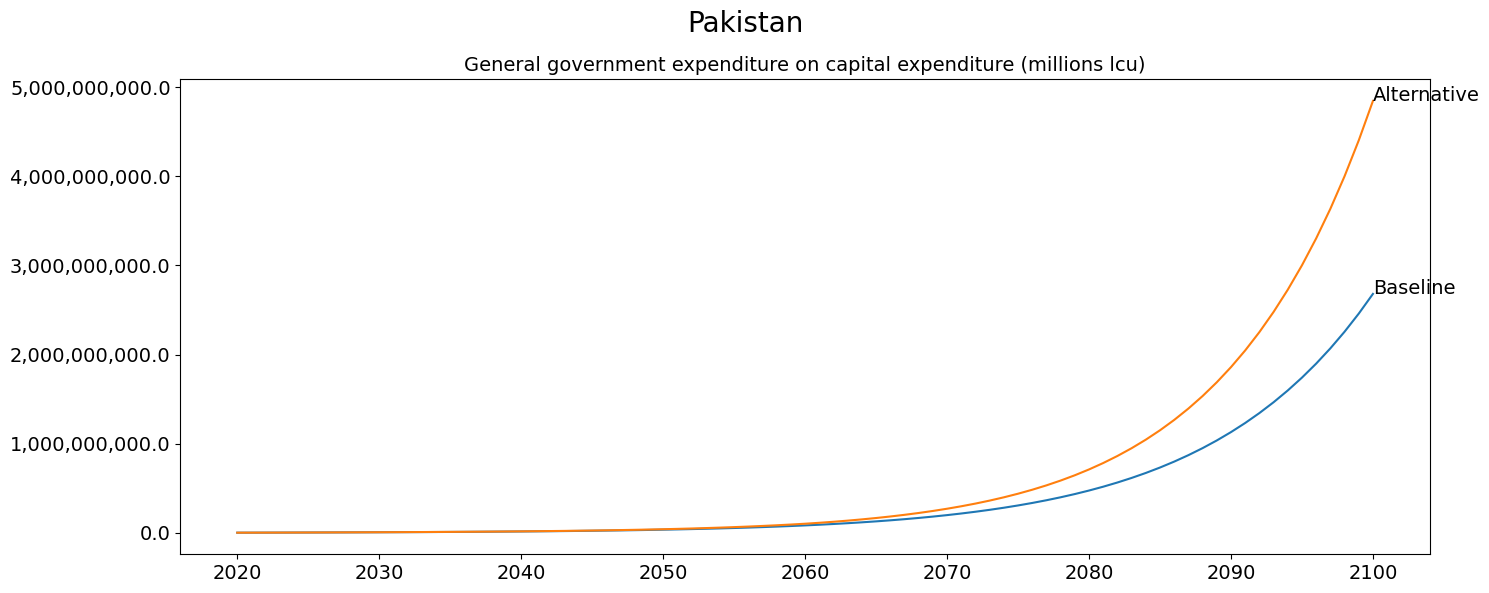 Pakistan
General government expenditure on capital expenditure (millions lcu)
5,000,000,000.0
4,000,000,000.0
3,000,000,000.0
2,000,000,000.0
1,000,000,000.0
0.0
Alternative
Baseline
2020 2030 2040 2050 2060 2070 2080 2090 2100